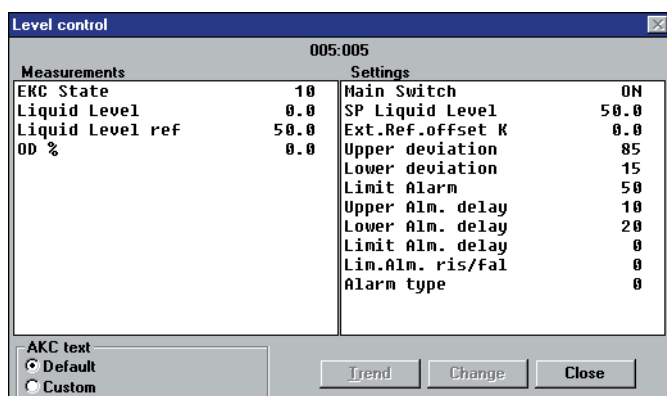 Level control
005:005
Measurements
EKC State 10
Liquid Level 0.0
Liquid Level ref 50.0
OD % 0.0
Settings
Main Switch ON
SP Liquid Level 50.0
Ext.Ref.offset K 0.0
Upper deviation 85
Lower deviation 15
Limit Alarm 50
Upper Alm. delay 10
Lower Alm. delay 20
Limit Alm. delay 0
Lim.Alm. ris/fal 0
Alarm type 0
AKC text
Default
Custom
Trend Change Close